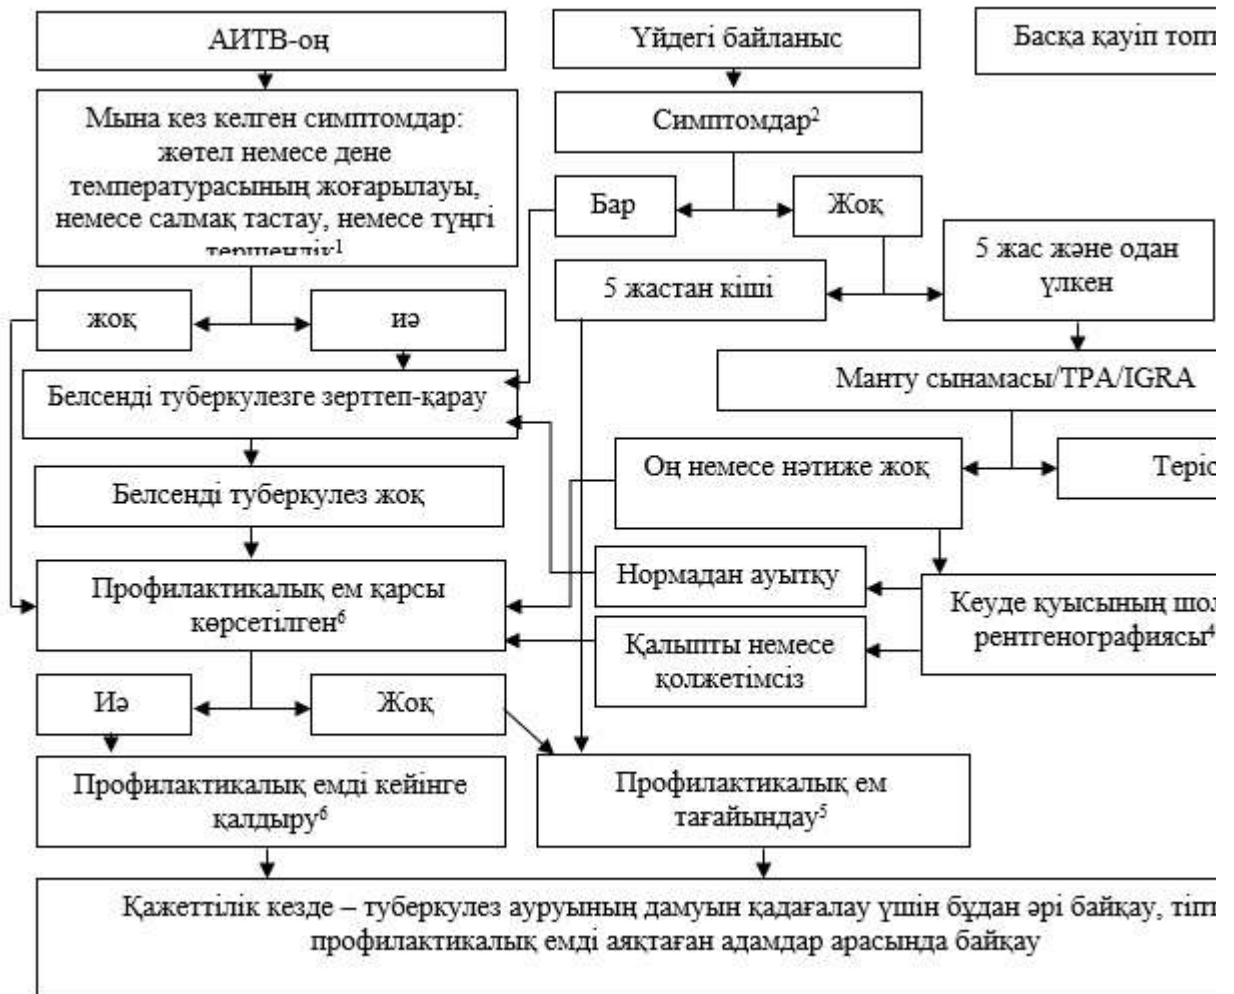 АИТВ-оң
Үйдегі байланыс
Басқа қауіп
Мына кез келген симптомдар:
жөтел немесе дене
температурасының жоғарылауы,
немесе салмақ тастау, немесе түнгі
тершеңдік¹
Симптомдар²
Бар
Жоқ
5 жастан кіші
5 жас және одан
үлкен
жоқ
иә
Манту сынамасы/ТРА/IGRA
Белсенді туберкулезге зерттеп-қарау
Оң немесе нәтиже жоқ
Белсенді туберкулез жоқ
Нормадан ауытқу
Профилактикалық ем қарсы
көрсетілген⁶
Кеуде қуысының
рентгенографиясы⁴
Қалыпты немесе
қолжетімсіз
Иә
Жоқ
Профилактикалық емді кейінге
қалдыру⁶
Профилактикалық ем
тағайындау⁵
Қажеттілік кезде – туберкулез ауруының дамуын қадағалау үшін бұдан әрі байқау,
профилактикалық емді аяқтаған адамдар арасында байқау